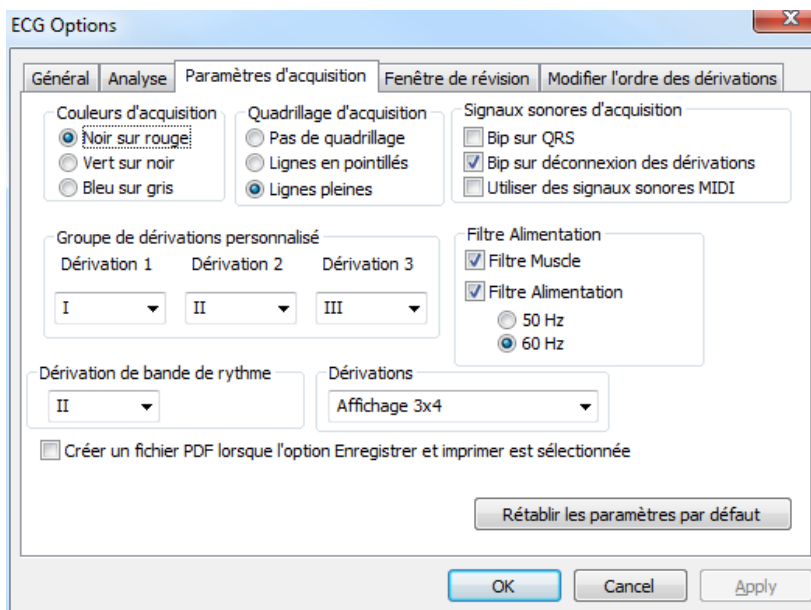 ECG Options
Général Analyse Paramètres d'acquisition Fenêtre de révision Modifier l'ordre des dérivations
Couleurs d'acquisition
Noir sur rouge
Vert sur noir
Bleu sur gris
Quadrillage d'acquisition
Pas de quadrillage
Lignes en pointillés
Lignes pleines
Signaux sonores d'acquisition
Bip sur QRS
Bip sur déconnexion des dérivations
Utiliser des signaux sonores MIDI
Groupe de dérivations personnalisé
Dérivation 1 Dérivation 2 Dérivation 3
I II III
Filtre Alimentation
Filtre Muscle
Filtre Alimentation
50 Hz
60 Hz
Dérivation de bande de rythme
II
Dérivations
Affichage 3x4
Créer un fichier PDF lorsque l'option Enregistrer et imprimer est sélectionnée
Rétablir les paramètres par défaut
OK Cancel Apply